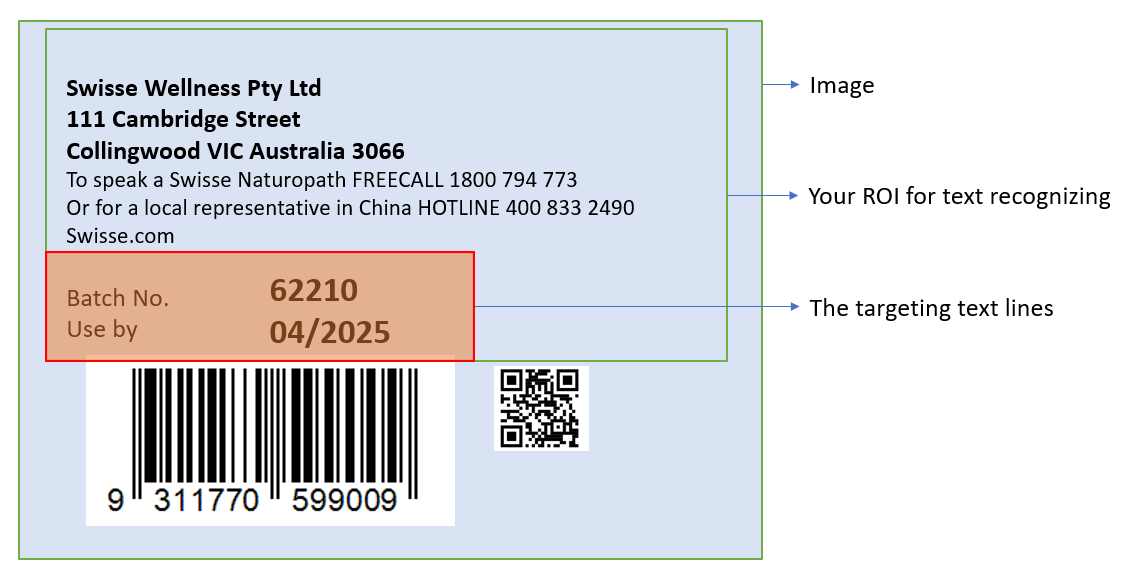 Swisse Wellness Pty Ltd
111 Cambridge Street
Collingwood VIC Australia 3066
To speak a Swisse Naturopath FREECALL 1800 794 773
Or for a local representative in China HOTLINE 400 833 2490
Swisse.com
Batch No. 62210
Use by 04/2025
9 311770 599009
Image
Your ROI for text recognizing
The targeting text lines